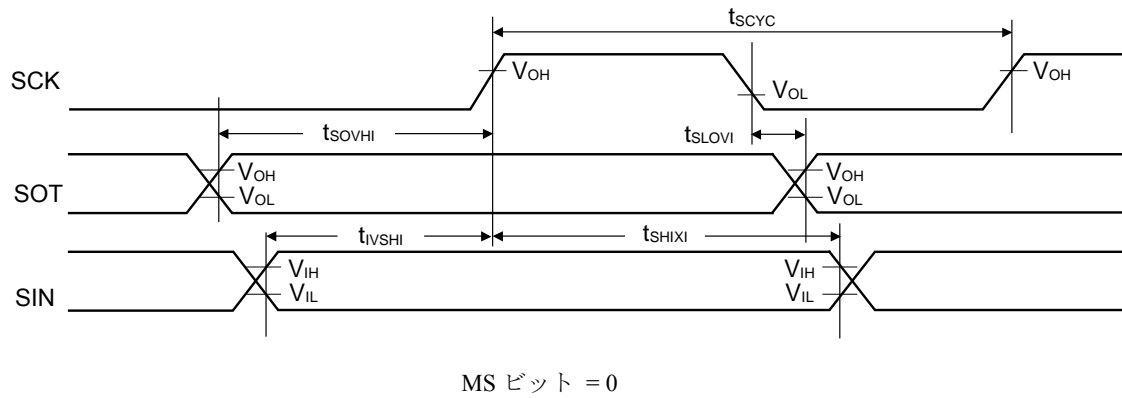 tSCYC
SCK
VOH
VOL
VOH
tSOVHI
tSLOVI
SOT
VOH
VOL
VOH
VOL
tIVSHI
tSHIXI
SIN
VIH
VIL
VIH
VIL
MS ビット = 0